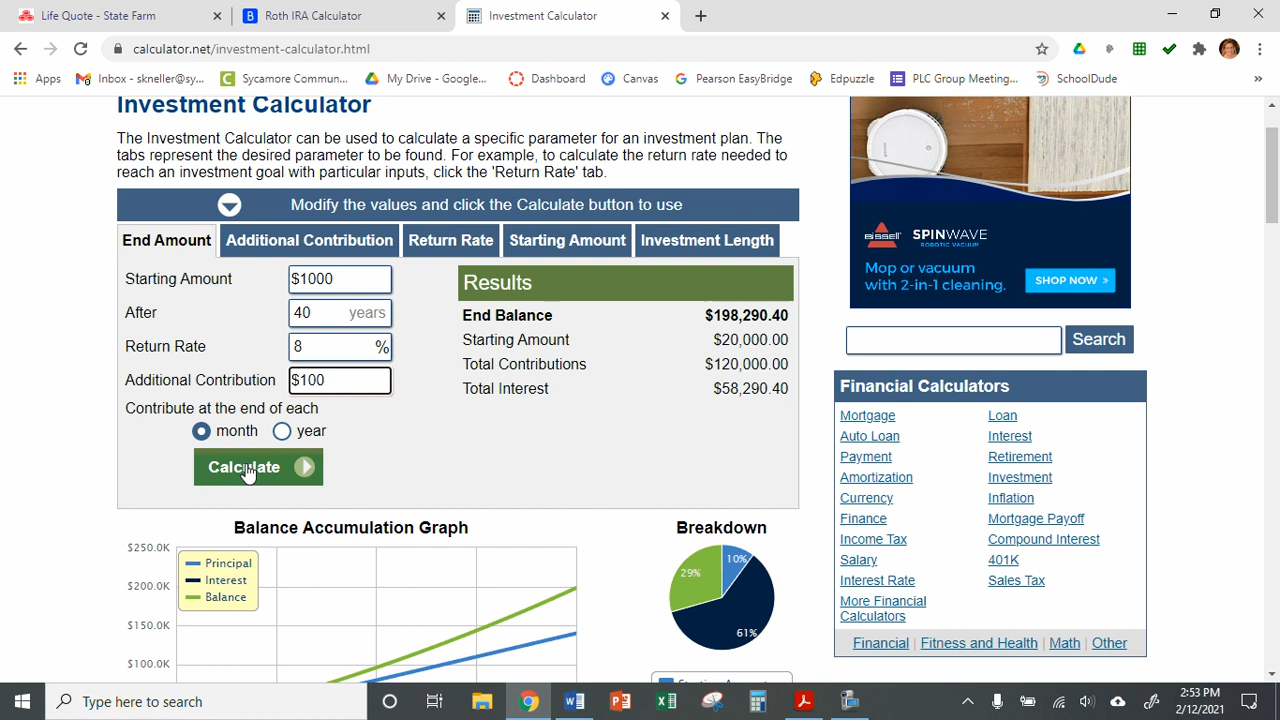 Life Quote - State Farm
Roth IRA Calculator
Investment Calculator
calculator.net/investment-calculator.html
Apps
Inbox - skneller@sy...
Sycamore Commun...
My Drive - Google...
Dashboard
Canvas
Pearson EasyBridge
Edpuzzle
PLC Group Meeting...
SchoolDude
Investment Calculator
The Investment Calculator can be used to calculate a specific parameter for an investment plan. The
tabs represent the desired parameter to be found. For example, to calculate the return rate needed to
reach an investment goal with particular inputs, click the 'Return Rate' tab.
Modify the values and click the Calculate button to use
End Amount
Additional Contribution
Return Rate
Starting Amount
Investment Length
Starting Amount $1000
After 40 years
Return Rate 8 %
Additional Contribution $100
Contribute at the end of each
month year
Calculate
Results
End Balance $198,290.40
Starting Amount $20,000.00
Total Contributions $120,000.00
Total Interest $58,290.40
Balance Accumulation Graph
$250.0K
$200.0K
$150.0K
$100.0K
Principal
Interest
Balance
Breakdown
10%
29%
61%
BISSELL SPINWAVE
ROBOTIC VACUUM
Mop or vacuum
with 2-in-1 cleaning.
SHOP NOW »
Search
Financial Calculators
Mortgage Loan
Auto Loan Interest
Payment Retirement
Amortization Investment
Currency Inflation
Finance Mortgage Payoff
Income Tax Compound Interest
Salary 401K
Interest Rate Sales Tax
More Financial
Calculators
Financial | Fitness and Health | Math | Other
Type here to search
2:53 PM
2/12/2021